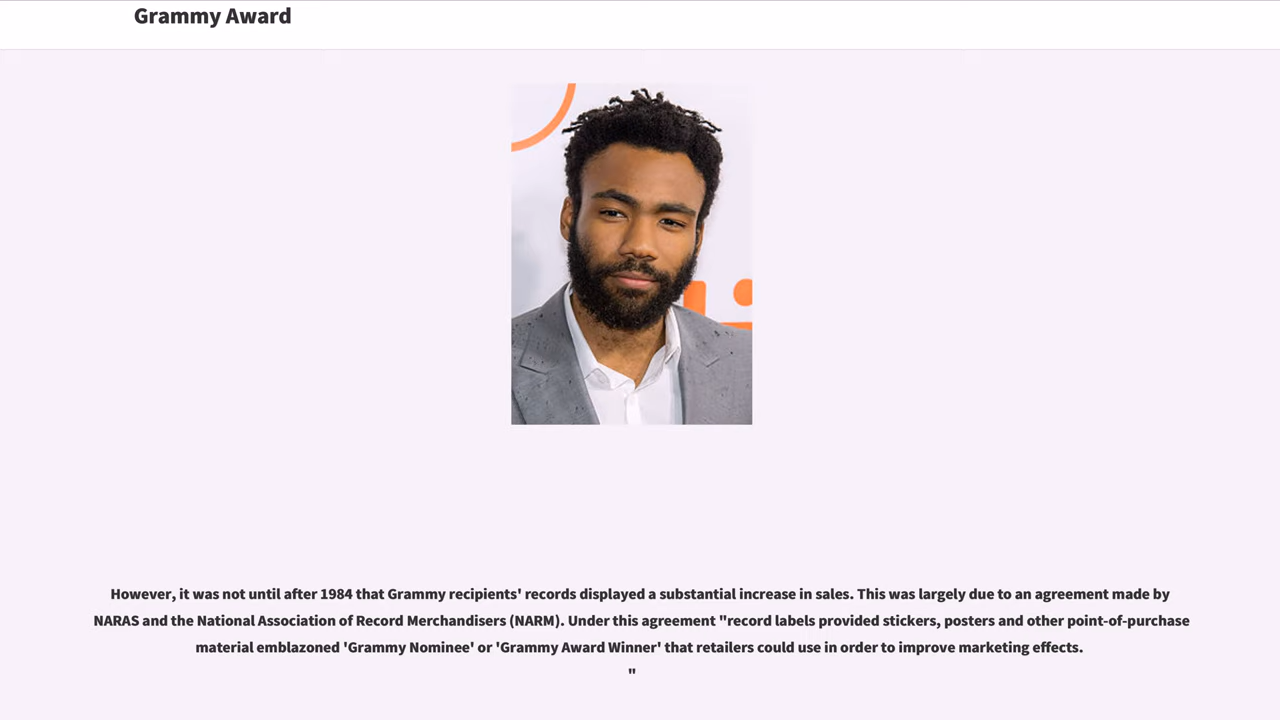 Grammy Award
However, it was not until after 1984 that Grammy recipients' records displayed a substantial increase in sales. This was largely due to an agreement made by
NARAS and the National Association of Record Merchandisers (NARM). Under this agreement "record labels provided stickers, posters and other point-of-purchase
material emblazoned 'Grammy Nominee' or 'Grammy Award Winner' that retailers could use in order to improve marketing effects.
"